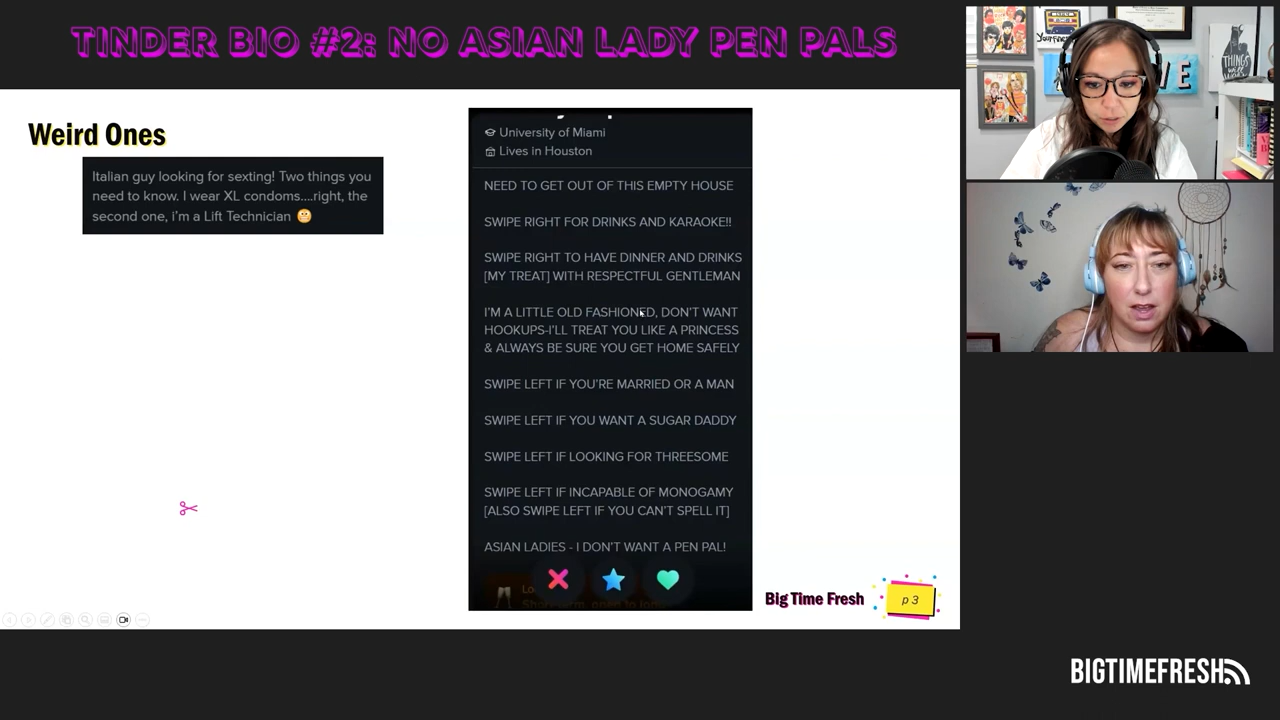 TINDER BIO #2: NO ASIAN LADY PEN PALS
Weird Ones
Italian guy looking for sexting! Two things you
need to know. I wear XL condoms....right, the
second one, i'm a Lift Technician
University of Miami
Lives in Houston
NEED TO GET OUT OF THIS EMPTY HOUSE
SWIPE RIGHT FOR DRINKS AND KARAOKE!!
SWIPE RIGHT TO HAVE DINNER AND DRINKS
[MY TREAT] WITH RESPECTFUL GENTLEMAN
I'M A LITTLE OLD FASHIONED, DON'T WANT
HOOKUPS-I'LL TREAT YOU LIKE A PRINCESS
& ALWAYS BE SURE YOU GET HOME SAFELY
SWIPE LEFT IF YOU'RE MARRIED OR A MAN
SWIPE LEFT IF YOU WANT A SUGAR DADDY
SWIPE LEFT IF LOOKING FOR THREESOME
SWIPE LEFT IF INCAPABLE OF MONOGAMY
[ALSO SWIPE LEFT IF YOU CAN'T SPELL IT]
ASIAN LADIES - I DON'T WANT A PEN PAL!
Big Time Fresh
p 3
THINGS
BIGTIMEFRESH